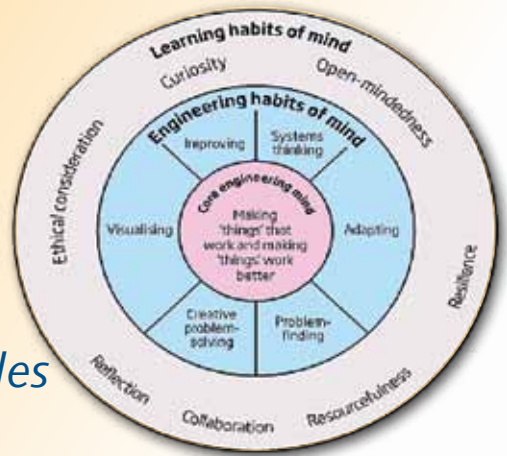 Learning habits of mind
Curiosity
Open-mindedness
Ethical consideration
Resilience
Reflection
Collaboration
Resourcefulness
Engineering habits of mind
Improving
Systems
thinking
Visualising
Adapting
Creative
problem-
solving
Problem-
finding
Core engineering mind
Making
'things' that
work and making
'things' work
better